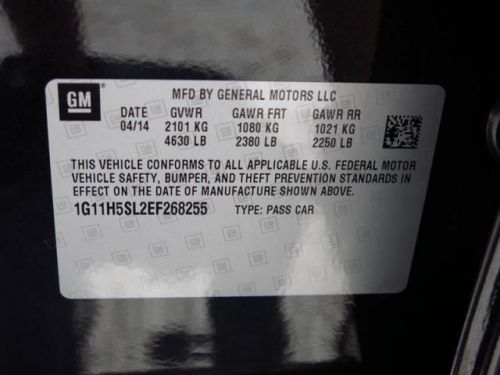 GM
MFD BY GENERAL MOTORS LLC
DATE GVWR GAWR FRT GAWR RR
04/14 2101 KG 1080 KG 1021 KG
4630 LB 2380 LB 2250 LB
THIS VEHICLE CONFORMS TO ALL APPLICABLE U.S. FEDERAL MOTOR
VEHICLE SAFETY, BUMPER, AND THEFT PREVENTION STANDARDS IN
EFFECT ON THE DATE OF MANUFACTURE SHOWN ABOVE.
1G11H5SL2EF268255 TYPE: PASS CAR